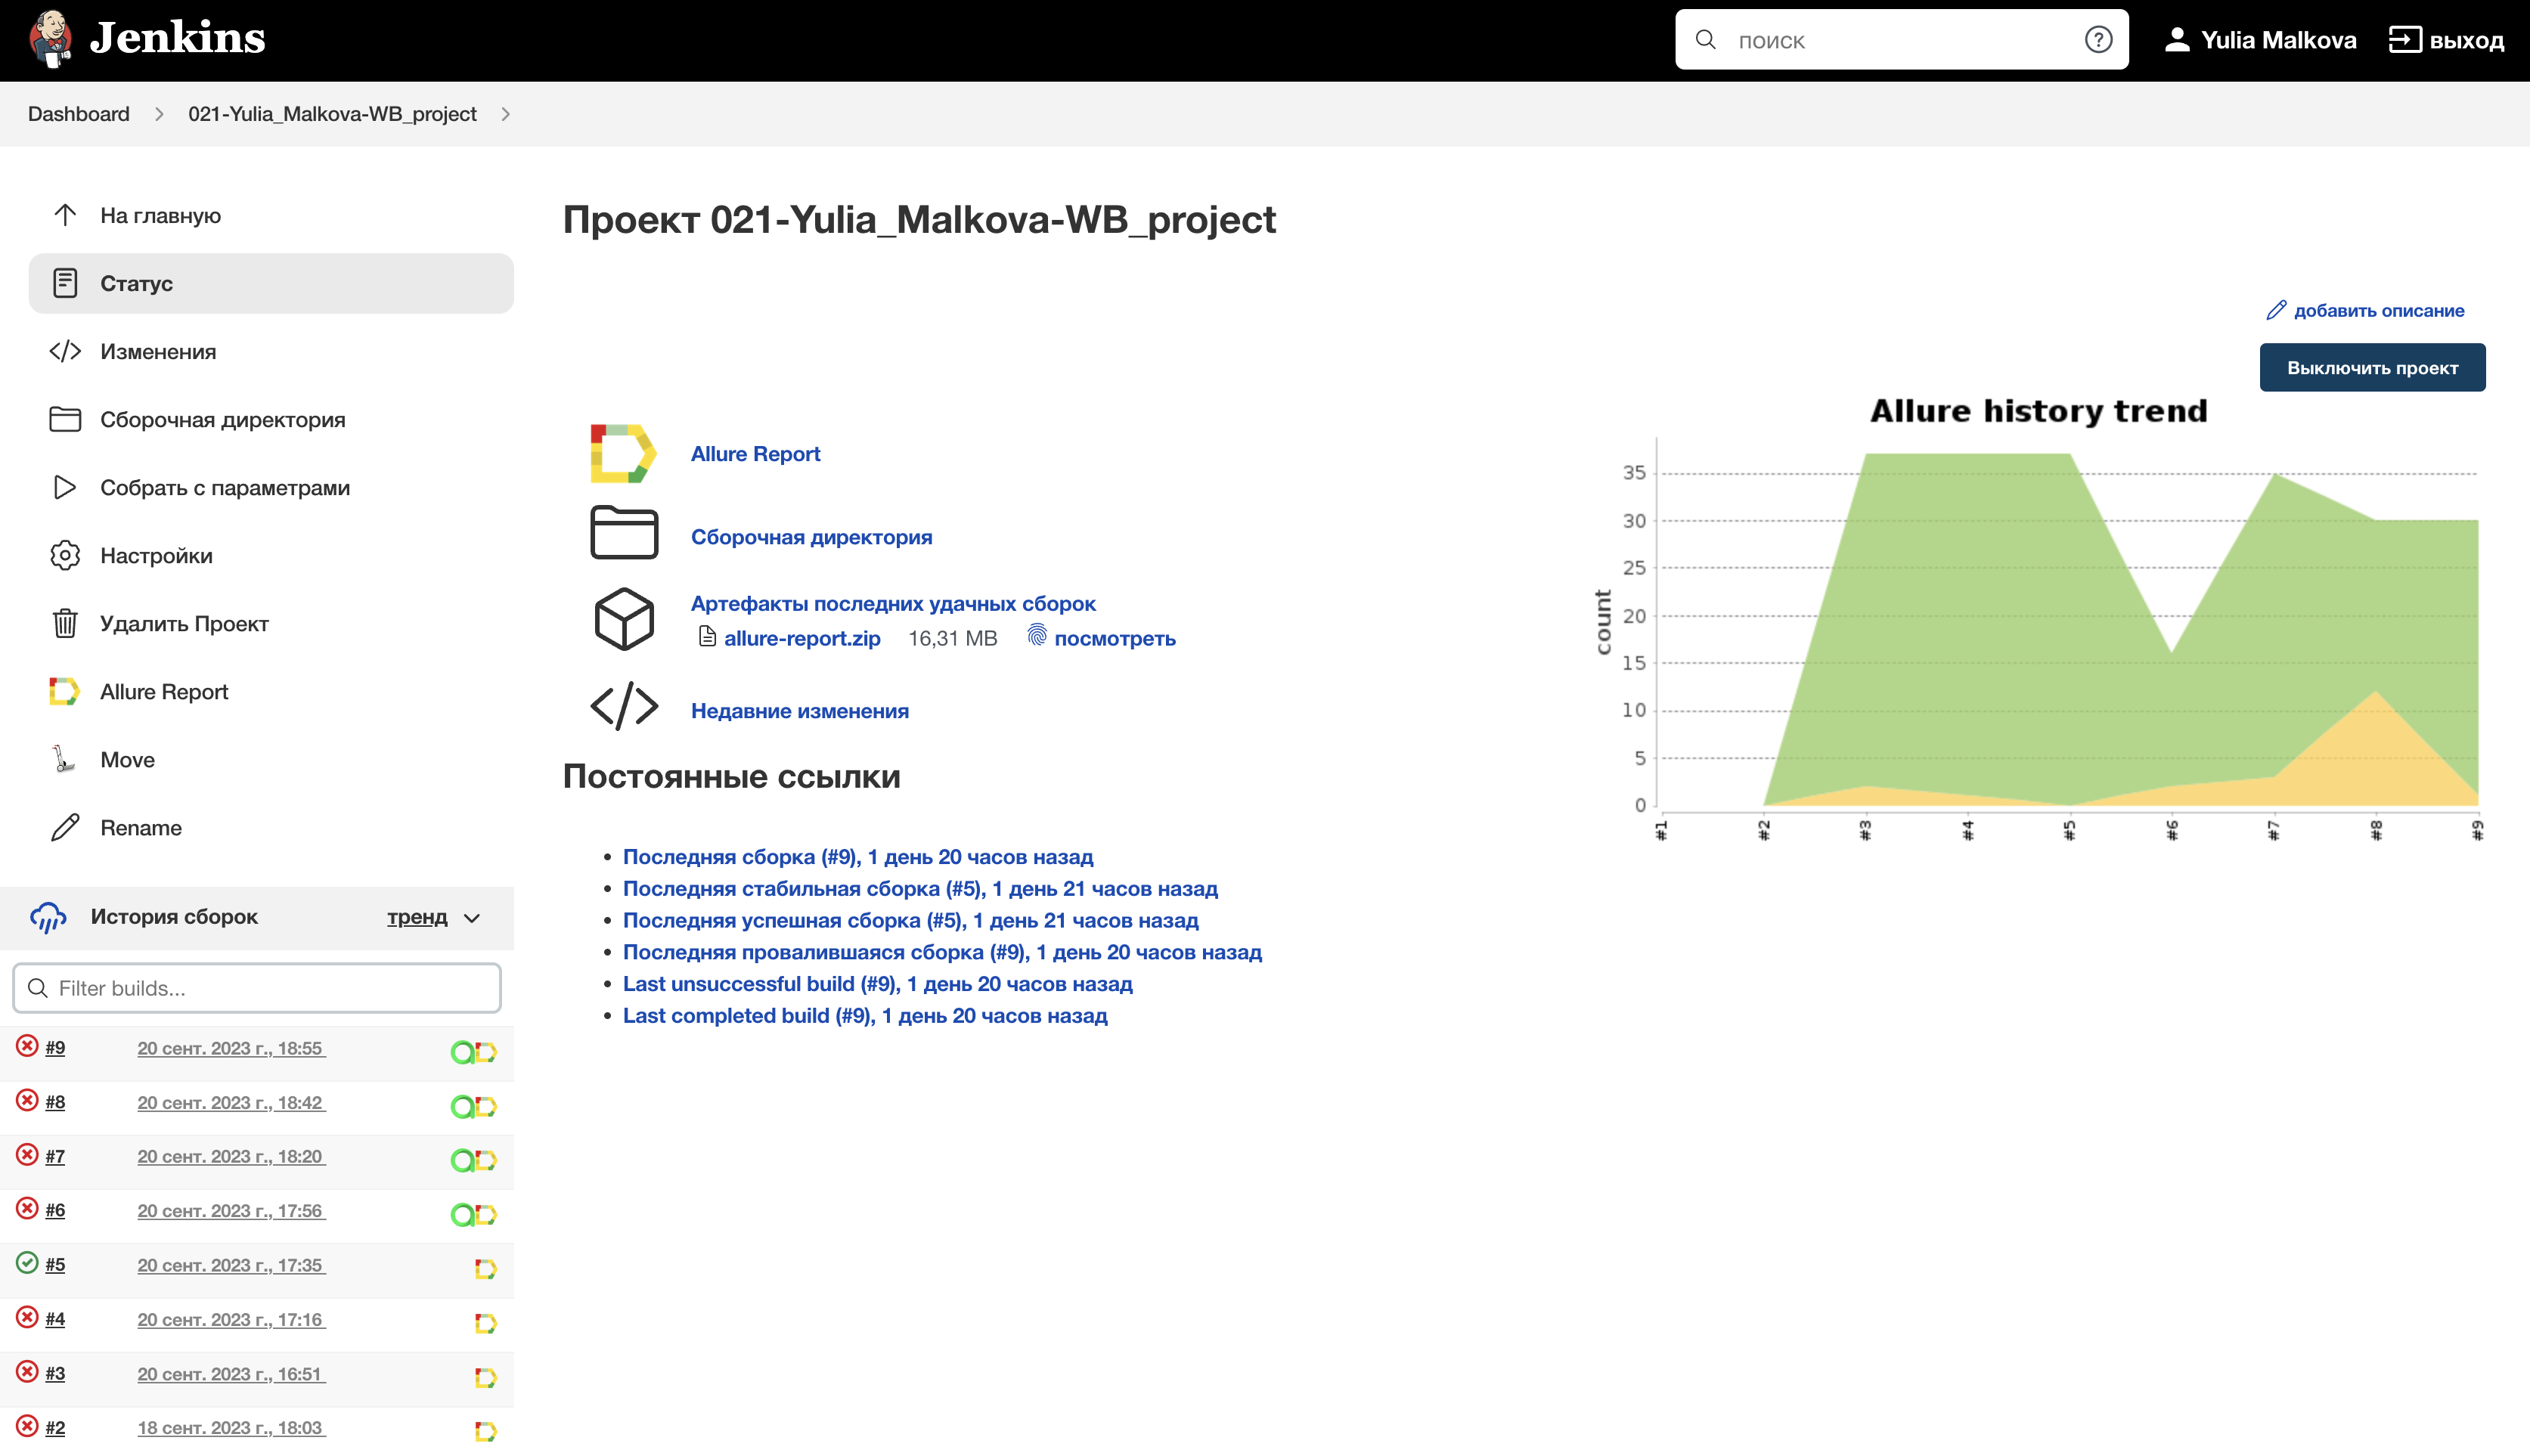 Jenkins
поиск
Yulia Malkova
выход
Dashboard
021-Yulia_Malkova-WB_project
На главную
Статус
Изменения
Сборочная директория
Собрать с параметрами
Настройки
Удалить Проект
Allure Report
Move
Rename
История сборок
тренд
Filter builds...
#9 20 сент. 2023 г., 18:55
#8 20 сент. 2023 г., 18:42
#7 20 сент. 2023 г., 18:20
#6 20 сент. 2023 г., 17:56
#5 20 сент. 2023 г., 17:35
#4 20 сент. 2023 г., 17:16
#3 20 сент. 2023 г., 16:51
#2 18 сент. 2023 г., 18:03
Проект 021-Yulia_Malkova-WB_project
добавить описание
Выключить проект
Allure Report
Сборочная директория
Артефакты последних удачных сборок
allure-report.zip 16,31 MB посмотреть
Недавние изменения
Постоянные ссылки
Последняя сборка (#9), 1 день 20 часов назад
Последняя стабильная сборка (#5), 1 день 21 часов назад
Последняя успешная сборка (#5), 1 день 21 часов назад
Последняя провалившаяся сборка (#9), 1 день 20 часов назад
Last unsuccessful build (#9), 1 день 20 часов назад
Last completed build (#9), 1 день 20 часов назад
Allure history trend
count
35
30
25
20
15
10
5
0
#1
#2
#3
#4
#5
#6
#7
#8
#9